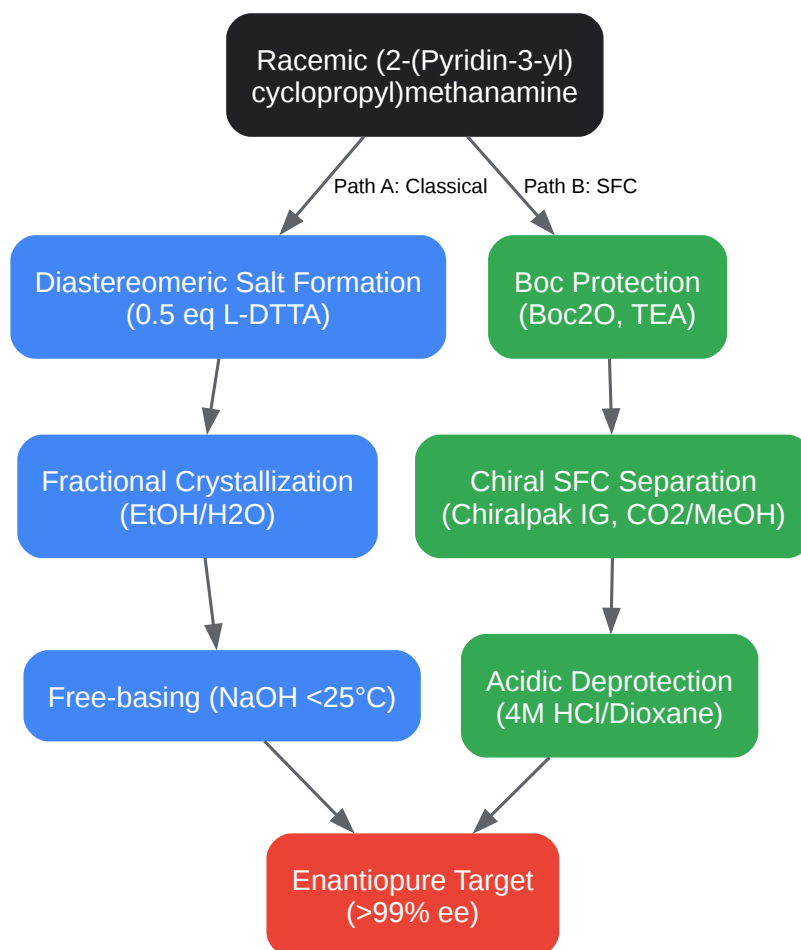 Racemic (2-(Pyridin-3-yl)
cyclopropyl)methanamine
Path A: Classical
Path B: SFC
Diastereomeric Salt Formation
(0.5 eq L-DTTA)
Boc Protection
(Boc2O, TEA)
Fractional Crystallization
(EtOH/H2O)
Chiral SFC Separation
(Chiralpak IG, CO2/MeOH)
Free-basing (NaOH <25°C)
Acidic Deprotection
(4M HCl/Dioxane)
Enantiopure Target
(>99% ee)